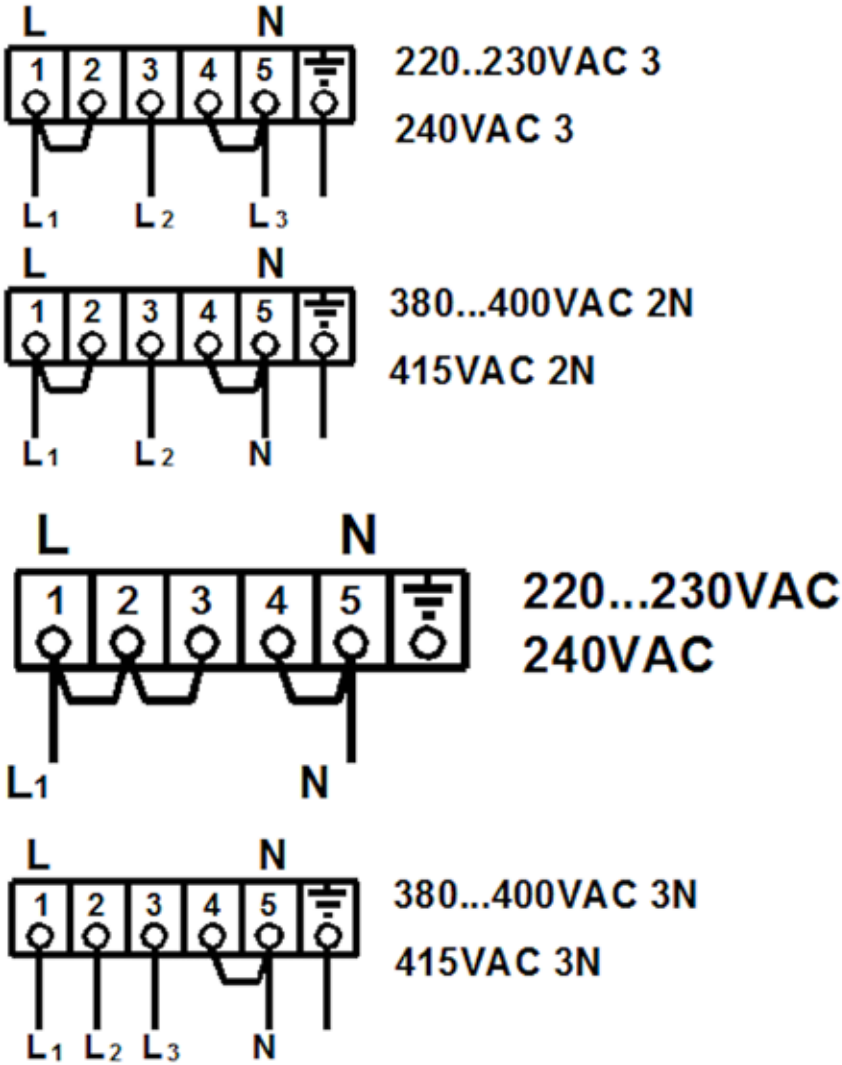 L N
1 2 3 4 5
220..230VAC 3
240VAC 3
L1 L2 L3
L N
1 2 3 4 5
380...400VAC 2N
415VAC 2N
L1 L2 N
L N
1 2 3 4 5
220...230VAC
240VAC
L1 N
L N
1 2 3 4 5
380...400VAC 3N
415VAC 3N
L1 L2 L3 N